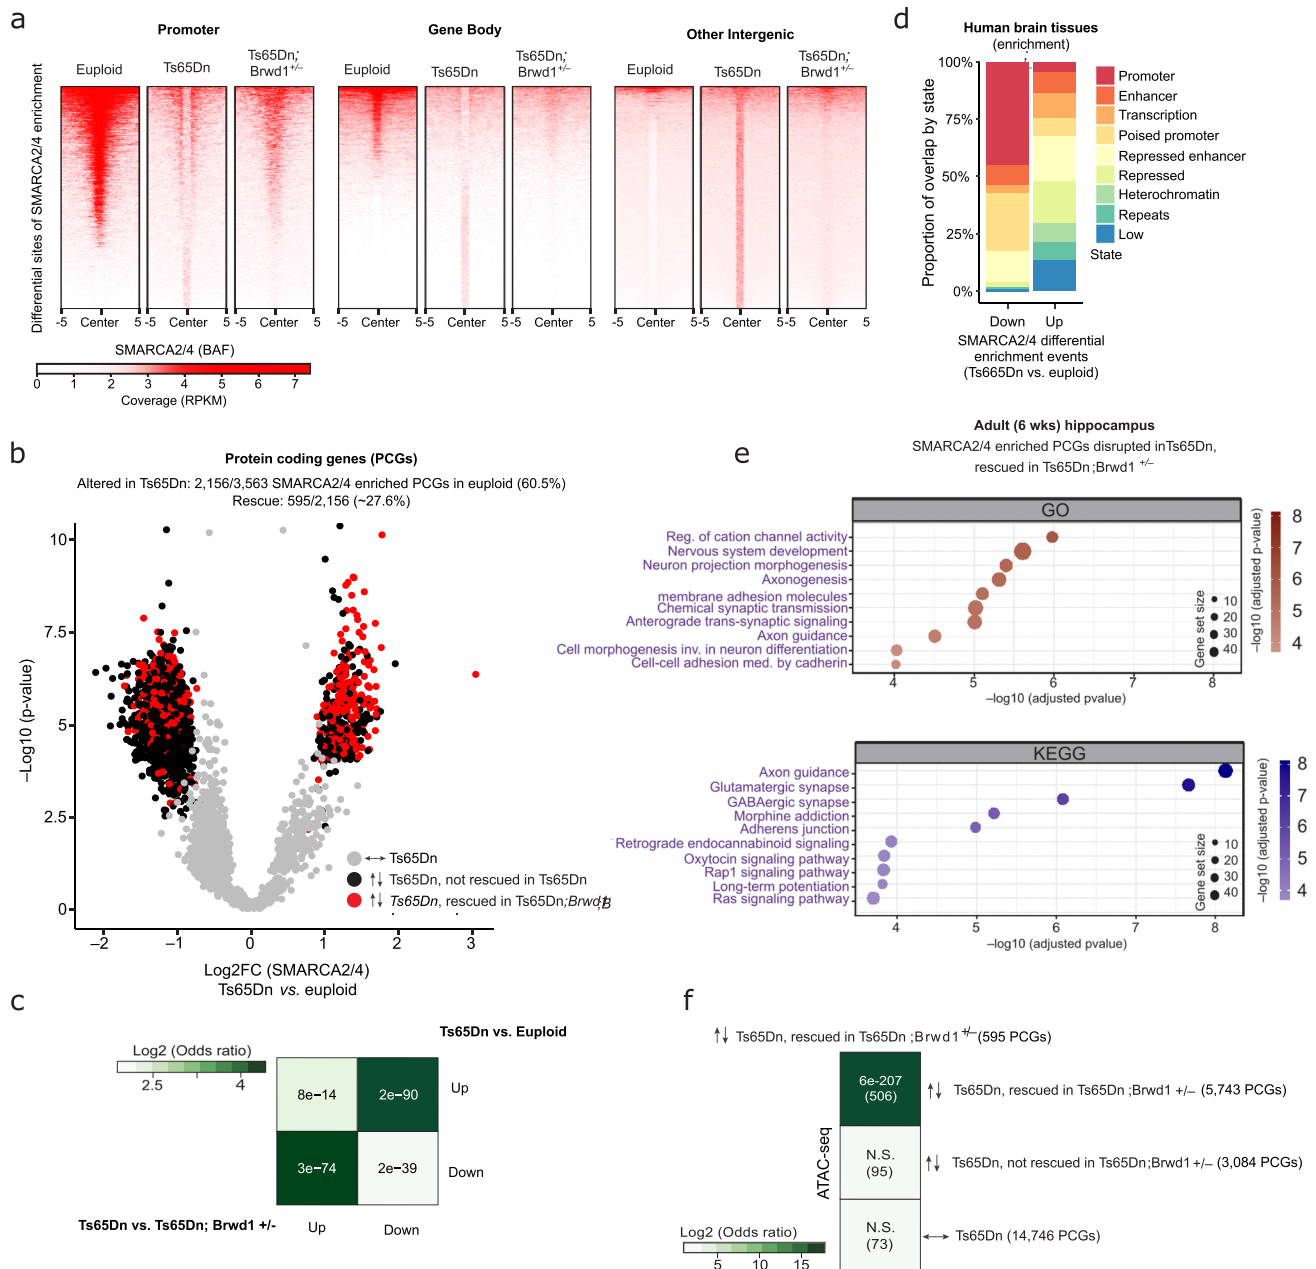 a
Promoter
Gene Body
Other Intergenic
Euploid
Ts65Dn
Ts65Dn;
Brwd1+/–
Euploid
Ts65Dn
Ts65Dn;
Brwd1+/–
Euploid
Ts65Dn
Ts65Dn;
Brwd1+/–
Differential sites of SMARCA2/4 enrichment
-5 Center 5-5 Center 5-5 Center 5
-5 Center 5-5 Center 5-5 Center 5
-5 Center 5-5 Center 5-5 Center 5
SMARCA2/4 (BAF)
0 1 2 3 4 5 6 7
Coverage (RPKM)
d
Human brain tissues
(enrichment)
Proportion of overlap by state
100%
75%
50%
25%
0%
Promoter
Enhancer
Transcription
Poised promoter
Repressed enhancer
Repressed
Heterochromatin
Repeats
Low
State
Down Up
SMARCA2/4 differential
enrichment events
(Ts665Dn vs. euploid)
b
Protein coding genes (PCGs)
Altered in Ts65Dn: 2,156/3,563 SMARCA2/4 enriched PCGs in euploid (60.5%)
Rescue: 595/2,156 (~27.6%)
–Log10 (p-value)
10
7.5
5
2.5
0
Ts65Dn
Ts65Dn, not rescued in Ts65Dn
Ts65Dn, rescued in Ts65Dn;Brwd1
–2 –1 0 1 2 3
Log2FC (SMARCA2/4)
Ts65Dn vs. euploid
e
Adult (6 wks) hippocampus
SMARCA2/4 enriched PCGs disrupted inTs65Dn,
rescued in Ts65Dn;Brwd1 +/–
GO
Reg. of cation channel activity
Nervous system development
Neuron projection morphogenesis
Axonogenesis
membrane adhesion molecules
Chemical synaptic transmission
Anterograde trans-synaptic signaling
Axon guidance
Cell morphogenesis inv. in neuron differentiation
Cell-cell adhesion med. by cadherin
Gene set size
10
20
30
40
4 5 6 7 8
–log10 (adjusted pvalue)
–log10 (adjusted p-value)
8
7
6
5
4
KEGG
Axon guidance
Glutamatergic synapse
GABAergic synapse
Morphine addiction
Adherens junction
Retrograde endocannabinoid signaling
Oxytocin signaling pathway
Rap1 signaling pathway
Long-term potentiation
Ras signaling pathway
Gene set size
10
20
30
40
4 5 6 7 8
–log10 (adjusted pvalue)
–log10 (adjusted p-value)
8
7
6
5
4
c
Ts65Dn vs. Euploid
Log2 (Odds ratio)
2.5 4
8e–14 2e–90 Up
3e–74 2e–39 Down
Ts65Dn vs. Ts65Dn; Brwd1 +/- Up Down
f
↑↓ Ts65Dn, rescued in Ts65Dn ;Brwd1 +/– (595 PCGs)
ATAC-seq
6e-207
(506)
↑↓ Ts65Dn, rescued in Ts65Dn ;Brwd1 +/– (5,743 PCGs)
N.S.
(95)
↑↓ Ts65Dn, not rescued in Ts65Dn;Brwd1 +/– (3,084 PCGs)
N.S.
(73)
↔ Ts65Dn (14,746 PCGs)
Log2 (Odds ratio)
5 10 15